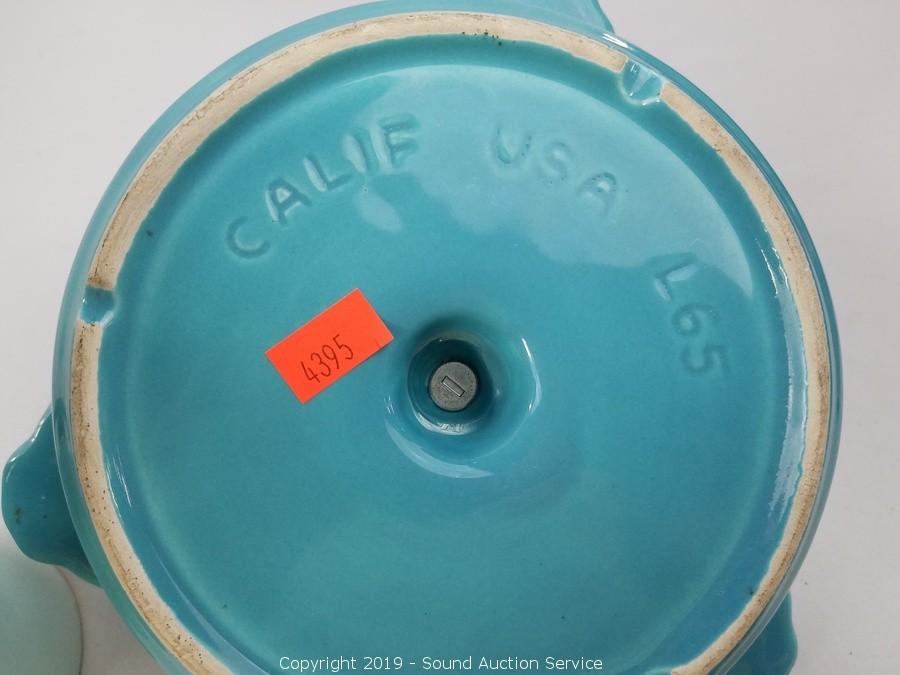 CALIF USA L65
4395
Copyright 2019 - Sound Auction Service